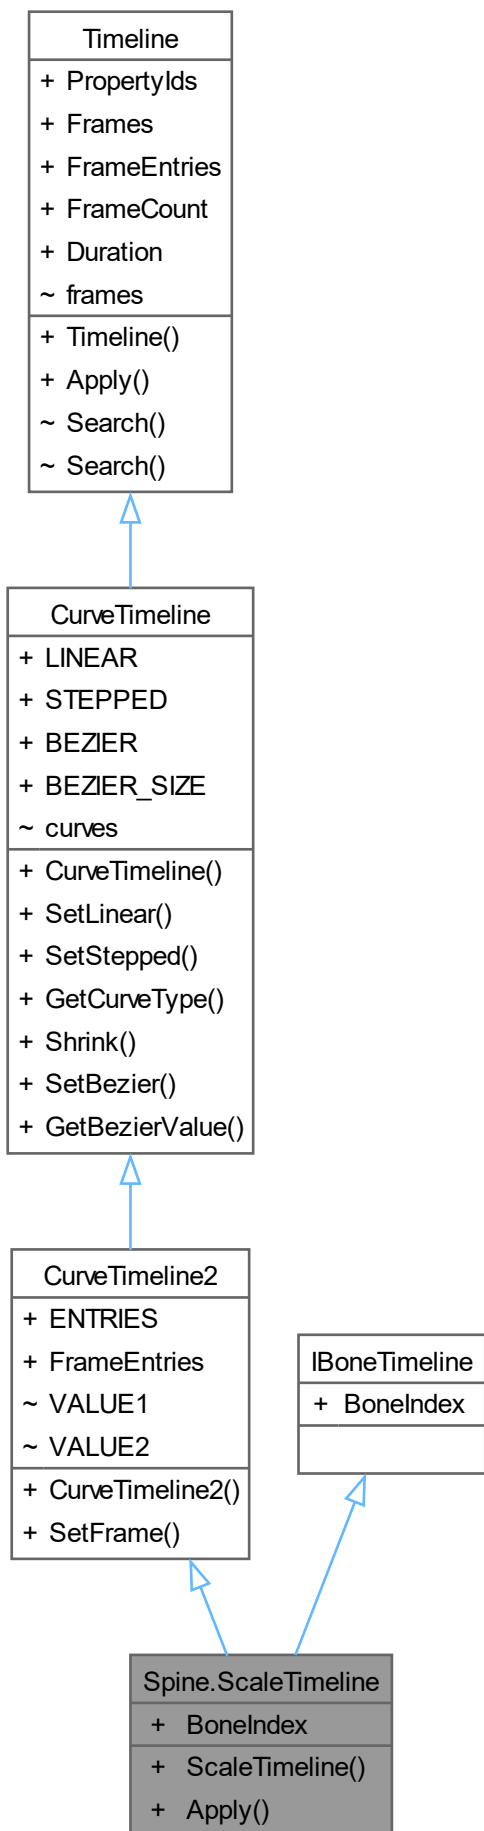 Timeline
+ PropertyIds
+ Frames
+ FrameEntries
+ FrameCount
+ Duration
~ frames
+ Timeline()
+ Apply()
~ Search()
~ Search()
CurveTimeline
+ LINEAR
+ STEPPED
+ BEZIER
+ BEZIER_SIZE
~ curves
+ CurveTimeline()
+ SetLinear()
+ SetStepped()
+ GetCurveType()
+ Shrink()
+ SetBezier()
+ GetBezierValue()
CurveTimeline2
+ ENTRIES
+ FrameEntries
~ VALUE1
~ VALUE2
+ CurveTimeline2()
+ SetFrame()
IBoneTimeline
+ BoneIndex
Spine.ScaleTimeline
+ BoneIndex
+ ScaleTimeline()
+ Apply()